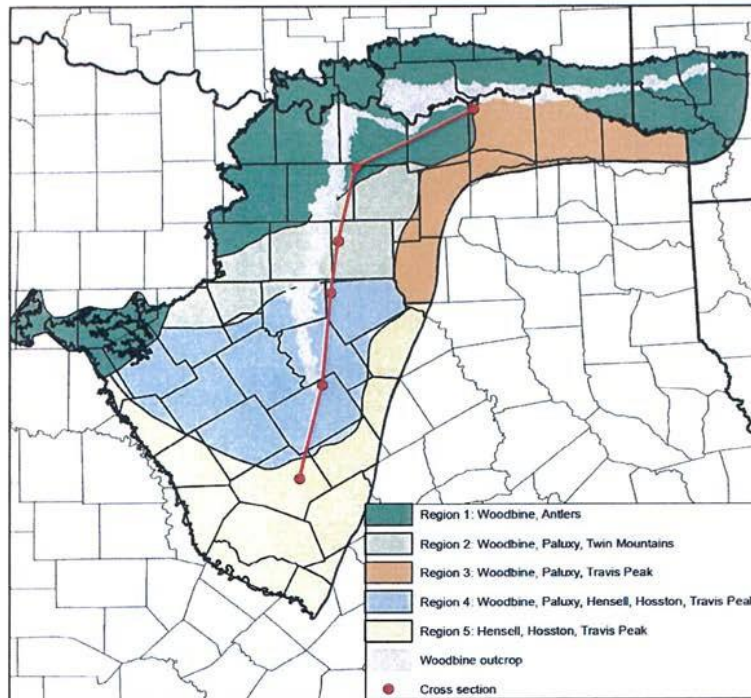 Region 1: Woodbine, Antlers
Region 2: Woodbine, Paluxy, Twin Mountains
Region 3: Woodbine, Paluxy, Travis Peak
Region 4: Woodbine, Paluxy, Hensell, Hosston, Travis Peak
Region 5: Hensell, Hosston, Travis Peak
Woodbine outcrop
Cross section